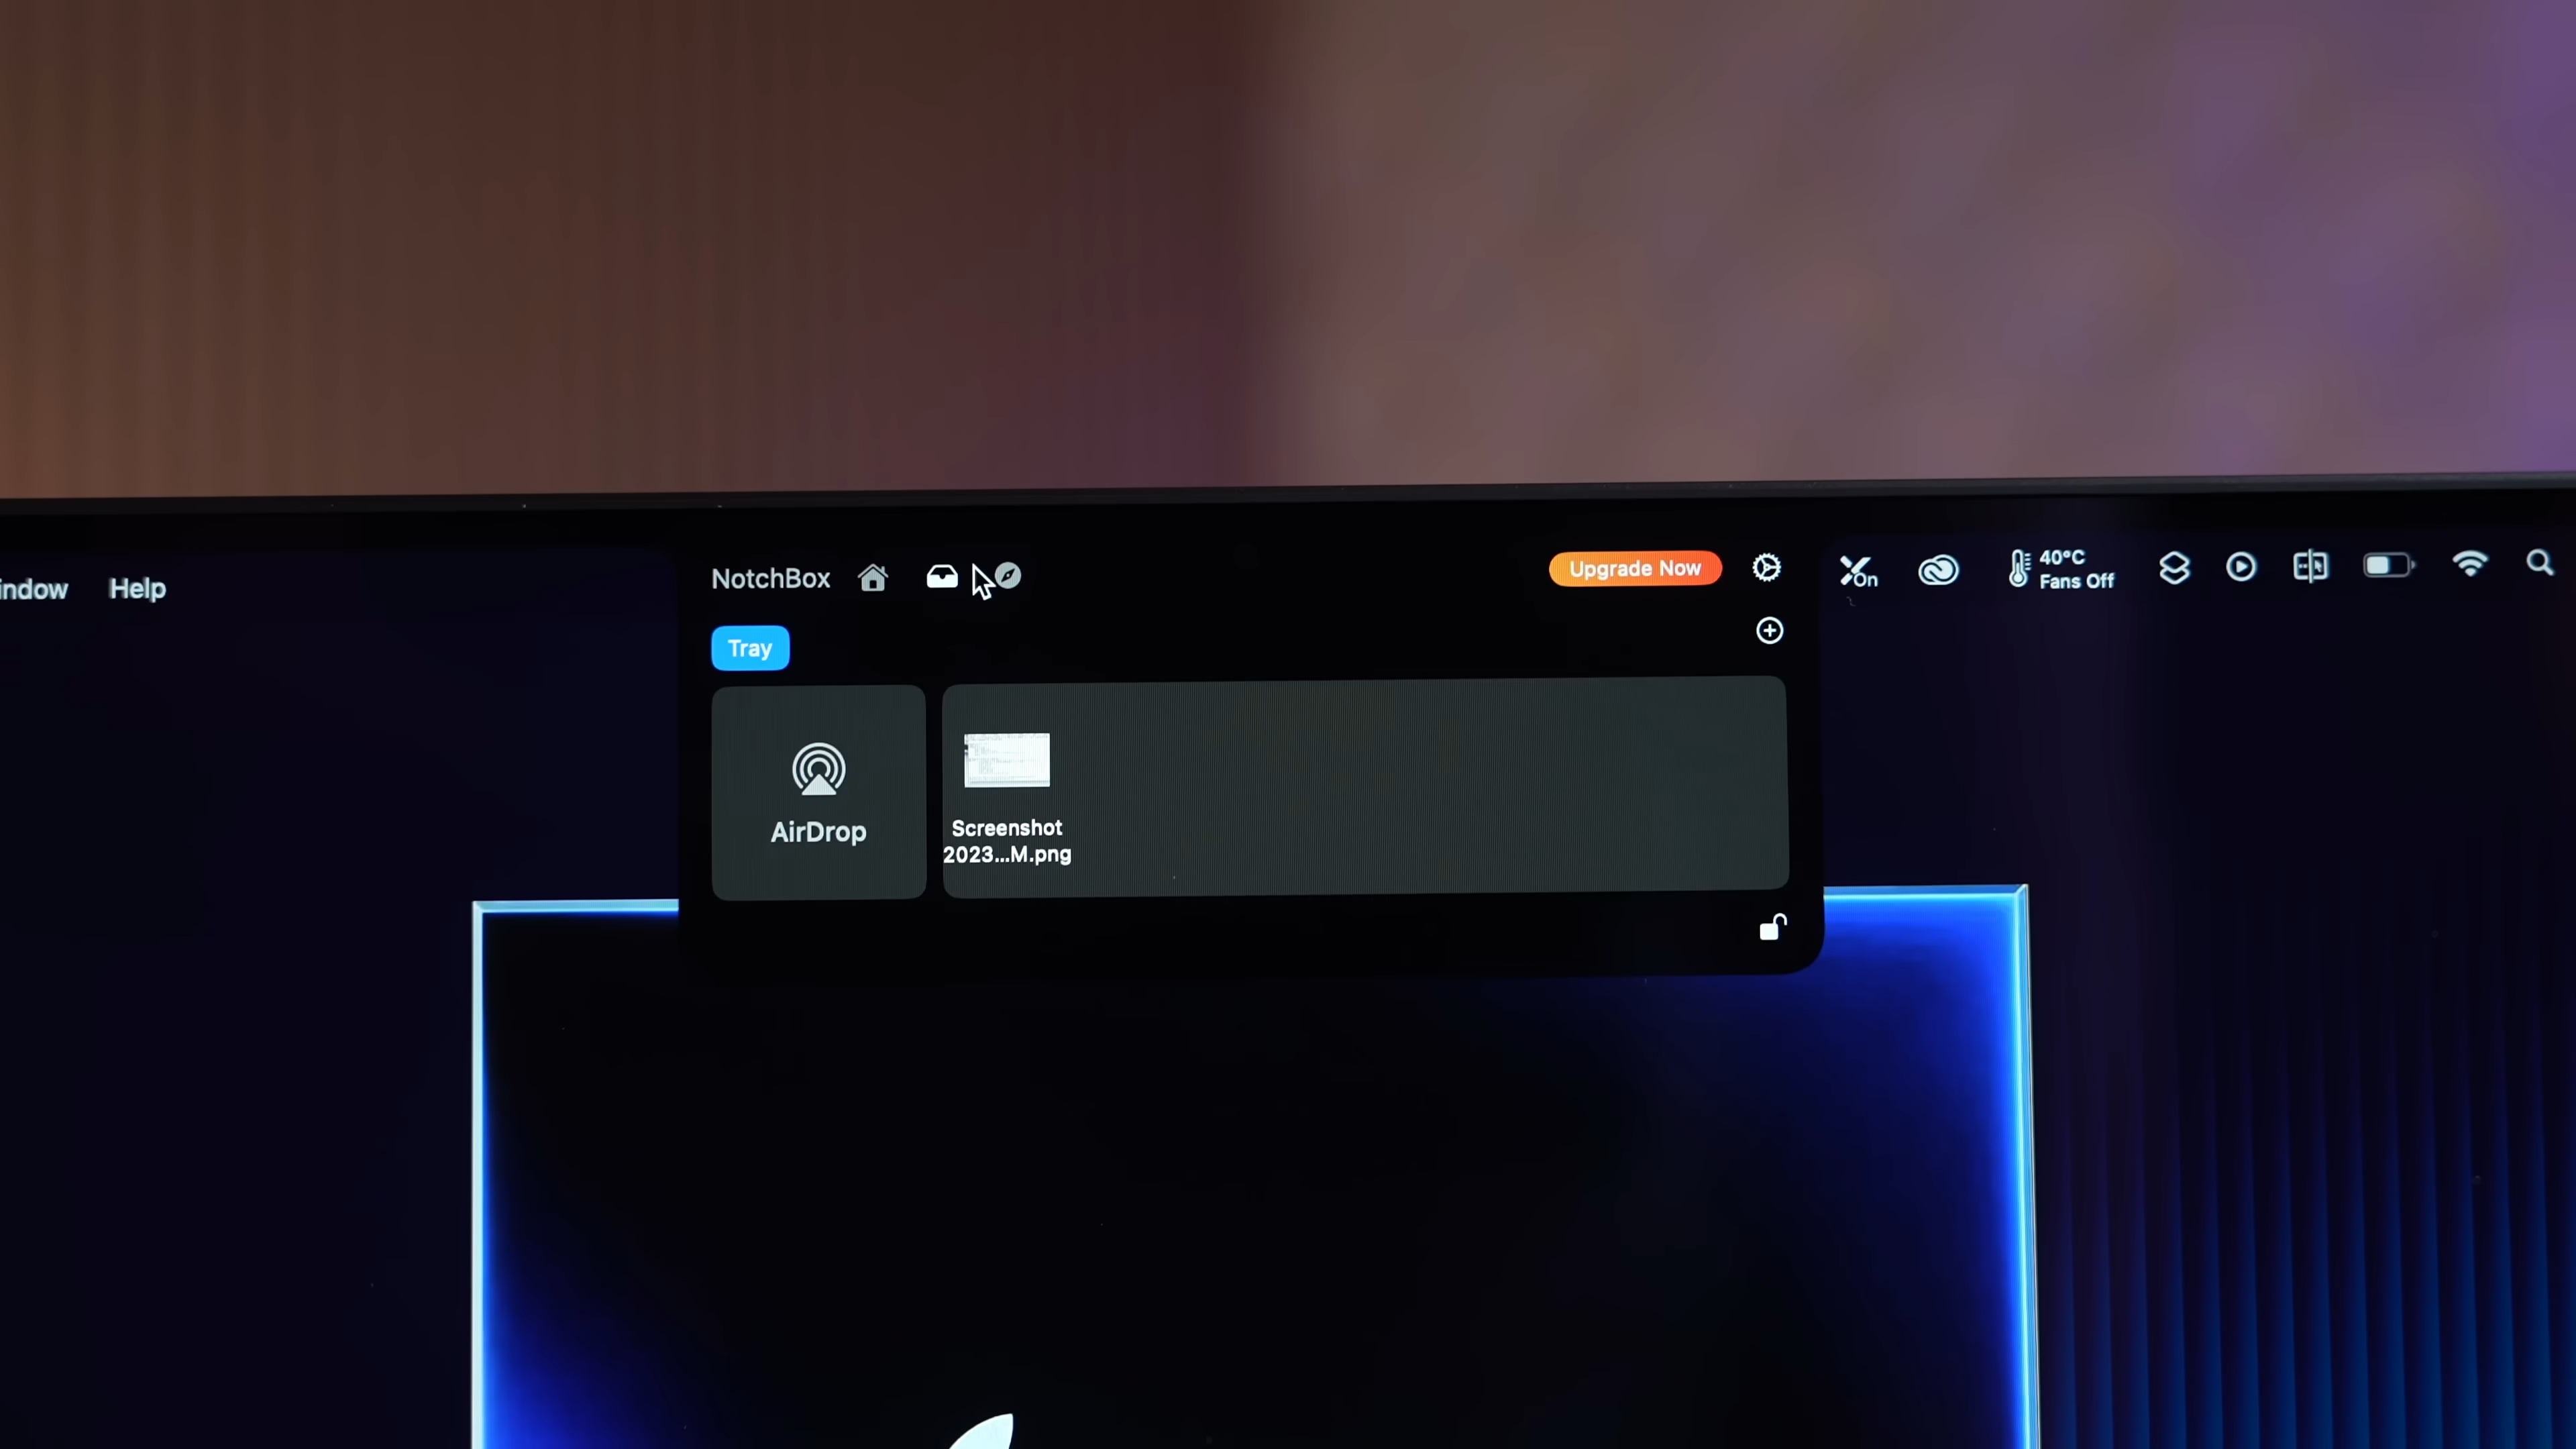 indow Help
NotchBox
Upgrade Now
On
40°C
Fans Off
Tray
AirDrop
Screenshot
2023...M.png